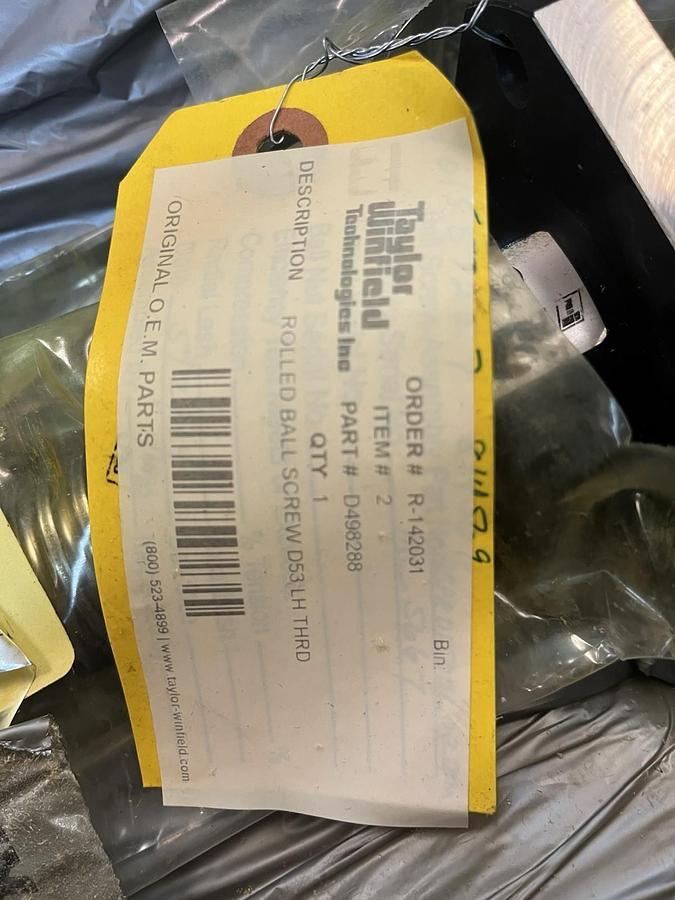 Taylor
Winfield
Technologies Inc
ORDER # R-142031
Bin:
ITEM # 2
PART # D498288
QTY 1
DESCRIPTION ROLLED BALL SCREW D53 LH THRD
ORIGINAL O.E.M. PARTS
(800) 523-4899 | www.taylor-winfield.com